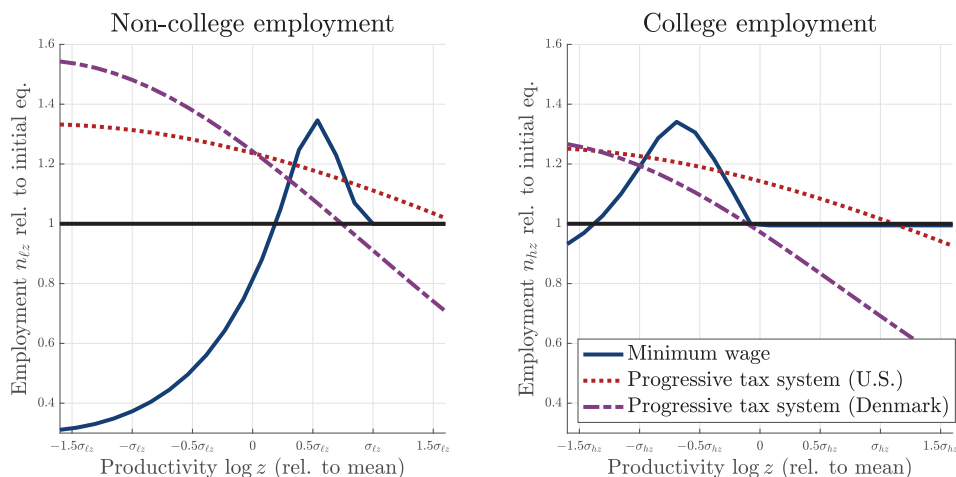 Non-college employment
College employment
Employment n_{ℓz} rel. to initial eq.
1.6
1.4
1.2
1
0.8
0.6
0.4
−1.5σ_{ℓz}
−σ_{ℓz}
−0.5σ_{ℓz}
0
0.5σ_{ℓz}
σ_{ℓz}
1.5σ_{ℓz}
Productivity log z (rel. to mean)
Employment n_{hz} rel. to initial eq.
1.6
1.4
1.2
1
0.8
0.6
0.4
Minimum wage
Progressive tax system (U.S.)
Progressive tax system (Denmark)
−1.5σ_{hz}
−σ_{hz}
−0.5σ_{hz}
0
0.5σ_{hz}
σ_{hz}
1.5σ_{hz}
Productivity log z (rel. to mean)